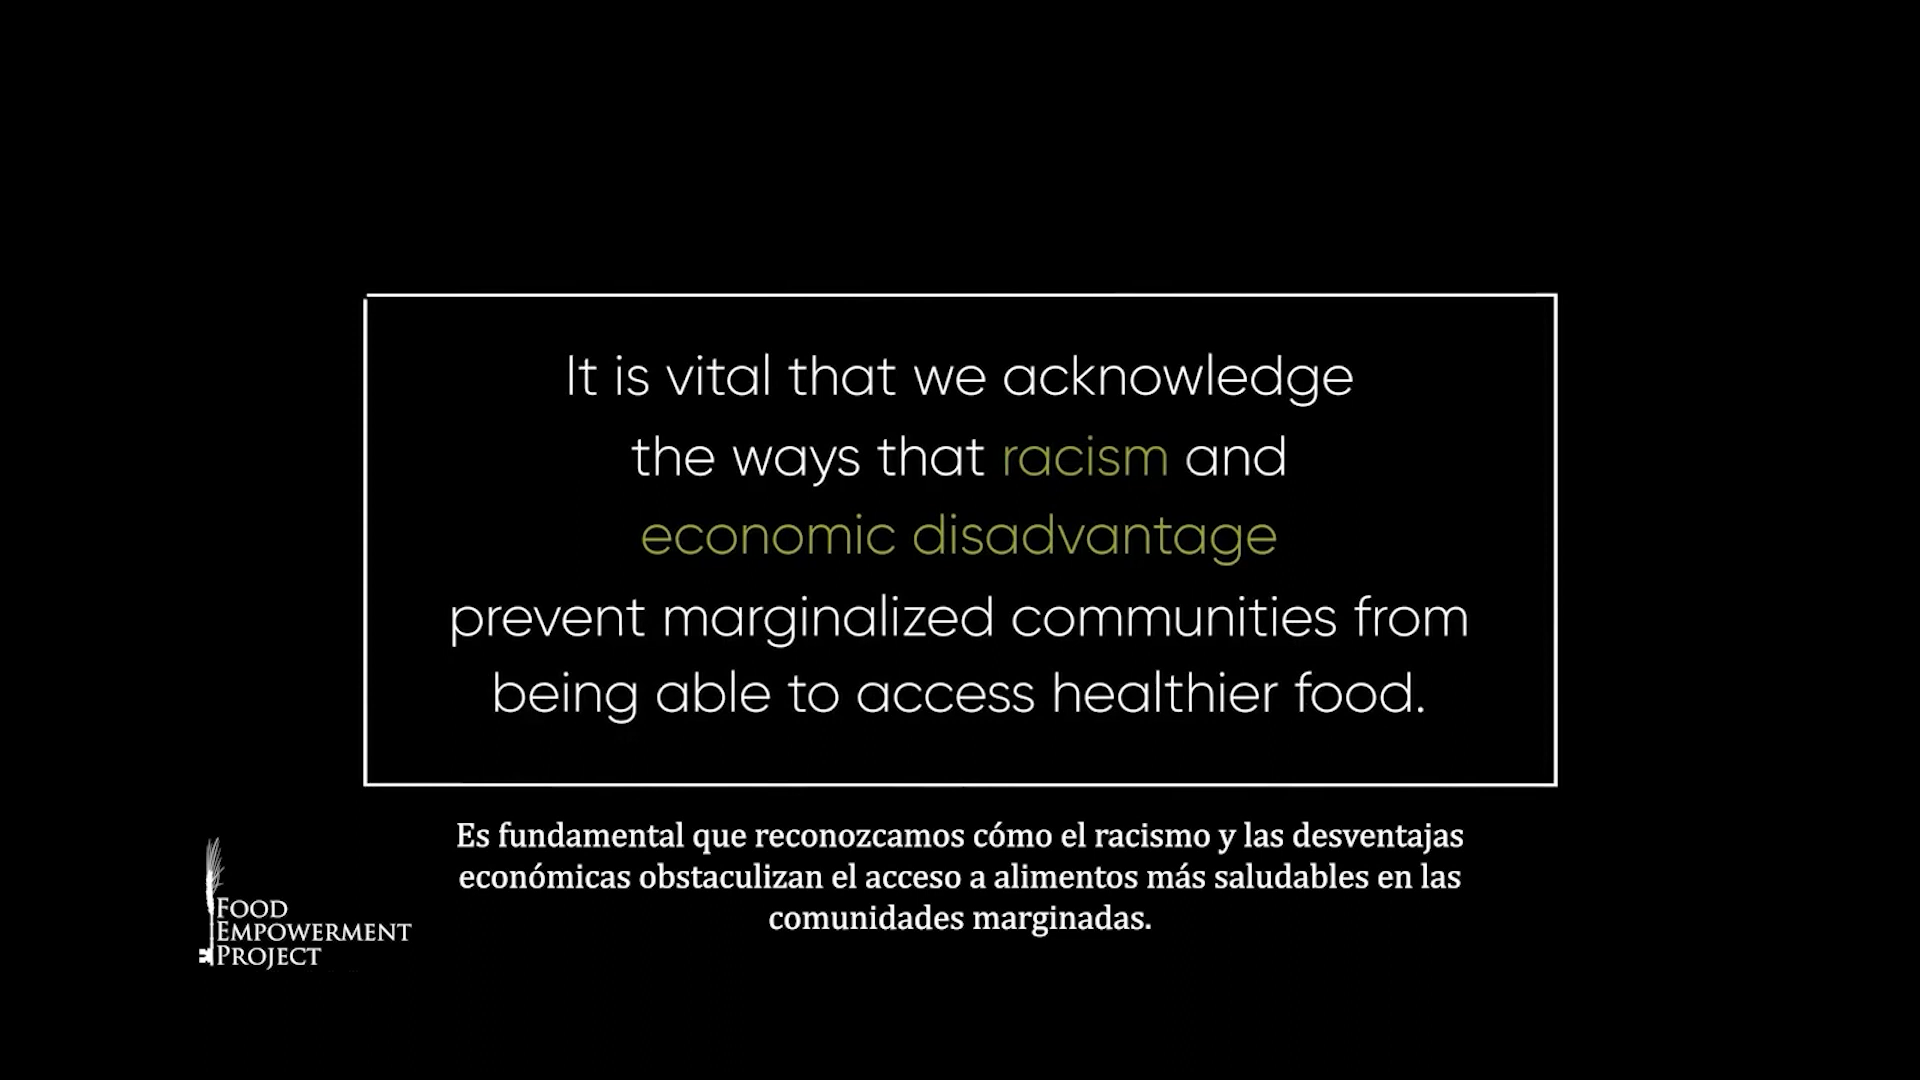 It is vital that we acknowledge
the ways that racism and
economic disadvantage
prevent marginalized communities from
being able to access healthier food.
Es fundamental que reconozcamos cómo el racismo y las desventajas
económicas obstaculizan el acceso a alimentos más saludables en las
comunidades marginadas.
FOOD
EMPOWERMENT
PROJECT